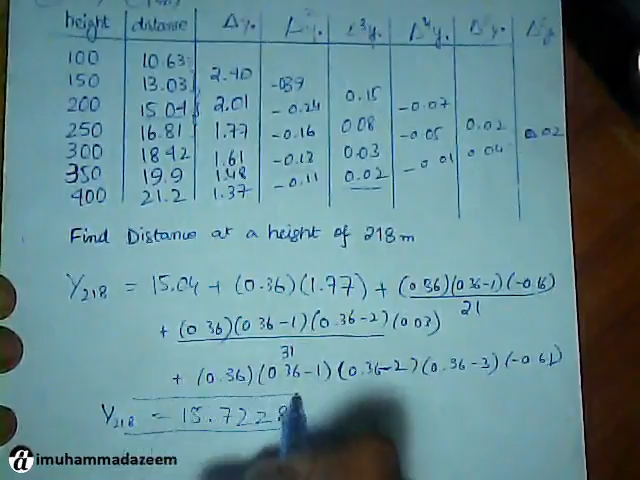 height distance Δy. Δ²y. Δ³y. Δ⁴y. Δ⁵y.
100 10.63
2.40
150 13.03 -039
2.01 0.15
200 15.04 - 0.24 - 0.07
1.77 0.08 0.02
250 16.81 - 0.16 - 0.05 0.02
1.61 0.03 0.04
300 18.42 - 0.13 - 0.01
1.48 0.02
350 19.9 - 0.11
1.37
400 21.2
Find Distance at a height of 218m
Y218 = 15.04 + (0.36)(1.77) + (0.36)(0.36-1)(-0.16)
2!
+ (0.36)(0.36-1)(0.36-2)(0.03)
3!
+ (0.36)(0.36-1)(0.36-2)(0.36-3)(-0.01)
Y218 = 15.7228
a imuhammadazeem